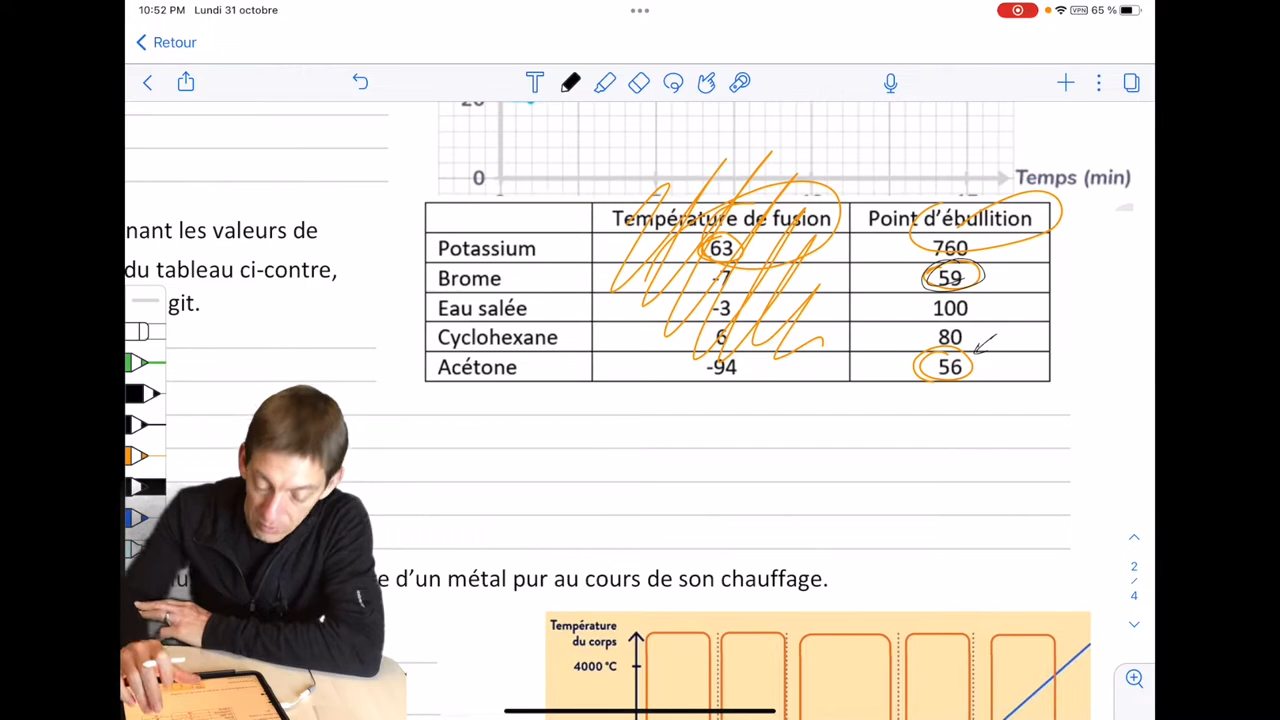 10:52 PM Lundi 31 octobre
65 %
VPN
Retour
0
Temps (min)
nant les valeurs de
du tableau ci-contre,
git.
Température de fusion Point d'ébullition
Potassium 63 760
Brome -7 59
Eau salée -3 100
Cyclohexane 6 80
Acétone -94 56
e d'un métal pur au cours de son chauffage.
Température
du corps
4000 °C
2
/
4